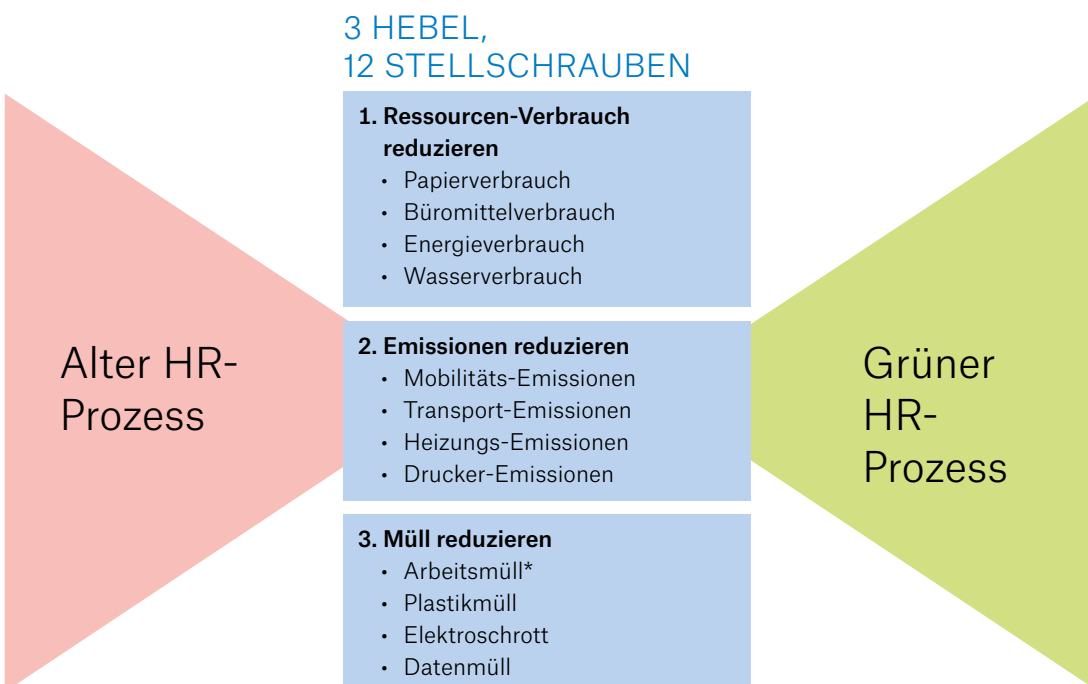 3 HEBEL,
12 STELLSCHRAUBEN
Alter HR-
Prozess
1. Ressourcen-Verbrauch
reduzieren
• Papierverbrauch
• Büromittelverbrauch
• Energieverbrauch
• Wasserverbrauch
2. Emissionen reduzieren
• Mobilitäts-Emissionen
• Transport-Emissionen
• Heizungs-Emissionen
• Drucker-Emissionen
3. Müll reduzieren
• Arbeitsmüll*
• Plastikmüll
• Elektroschrott
• Datenmüll
Grüner
HR-
Prozess